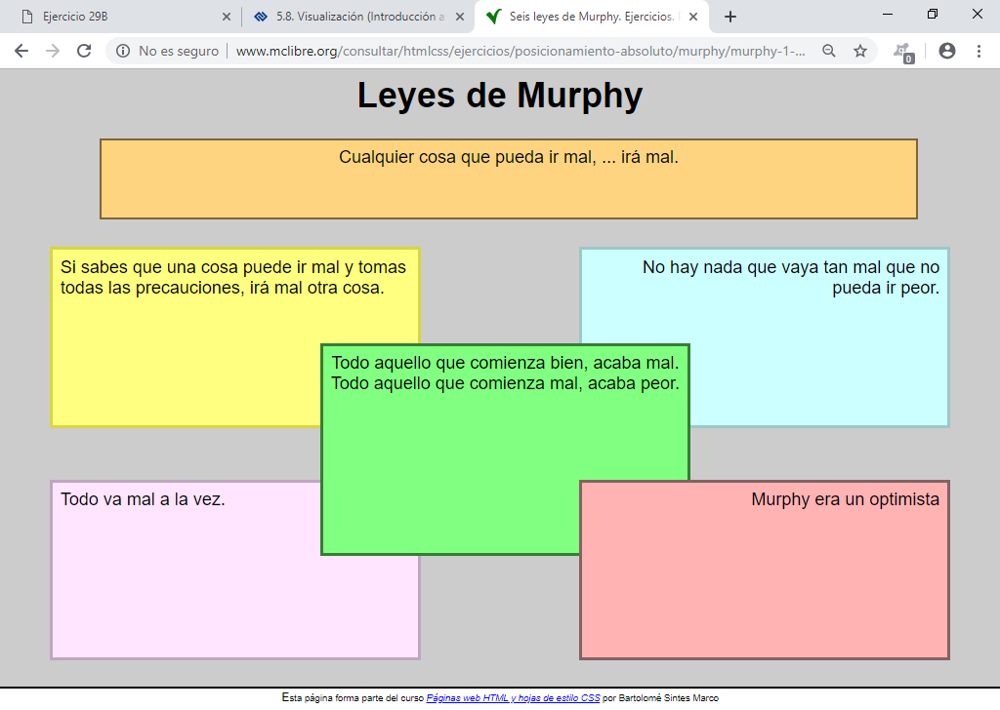 Ejercicio 29B
5.8. Visualización (Introducción a
Seis leyes de Murphy. Ejercicios.
No es seguro
www.mclibre.org/consultar/htmlcss/ejercicios/posicionamiento-absoluto/murphy/murphy-1-...
0
Leyes de Murphy
Cualquier cosa que pueda ir mal, ... irá mal.
Si sabes que una cosa puede ir mal y tomas
todas las precauciones, irá mal otra cosa.
No hay nada que vaya tan mal que no
pueda ir peor.
Todo aquello que comienza bien, acaba mal.
Todo aquello que comienza mal, acaba peor.
Todo va mal a la vez.
Murphy era un optimista
Esta página forma parte del curso Páginas web HTML y hojas de estilo CSS por Bartolomé Sintes Marco